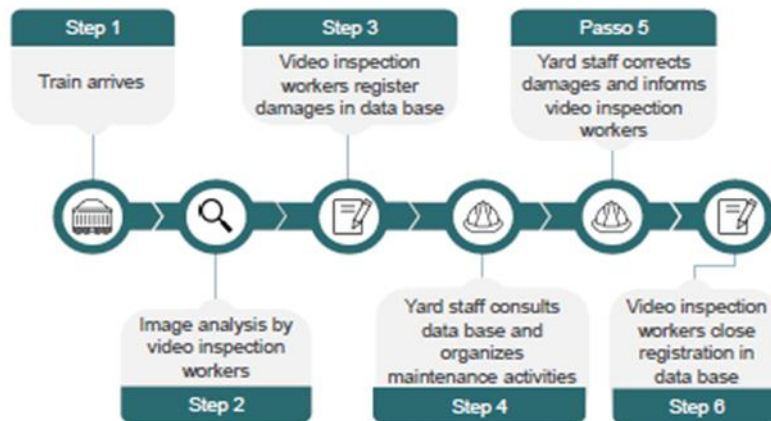 Step 1
Train arrives
Image analysis by
video inspection
workers
Step 2
Step 3
Video inspection
workers register
damages in data base
Yard staff consults
data base and
organizes
maintenance activities
Step 4
Passo 5
Yard staff corrects
damages and informs
video inspection
workers
Video inspection
workers close
registration in
data base
Step 6